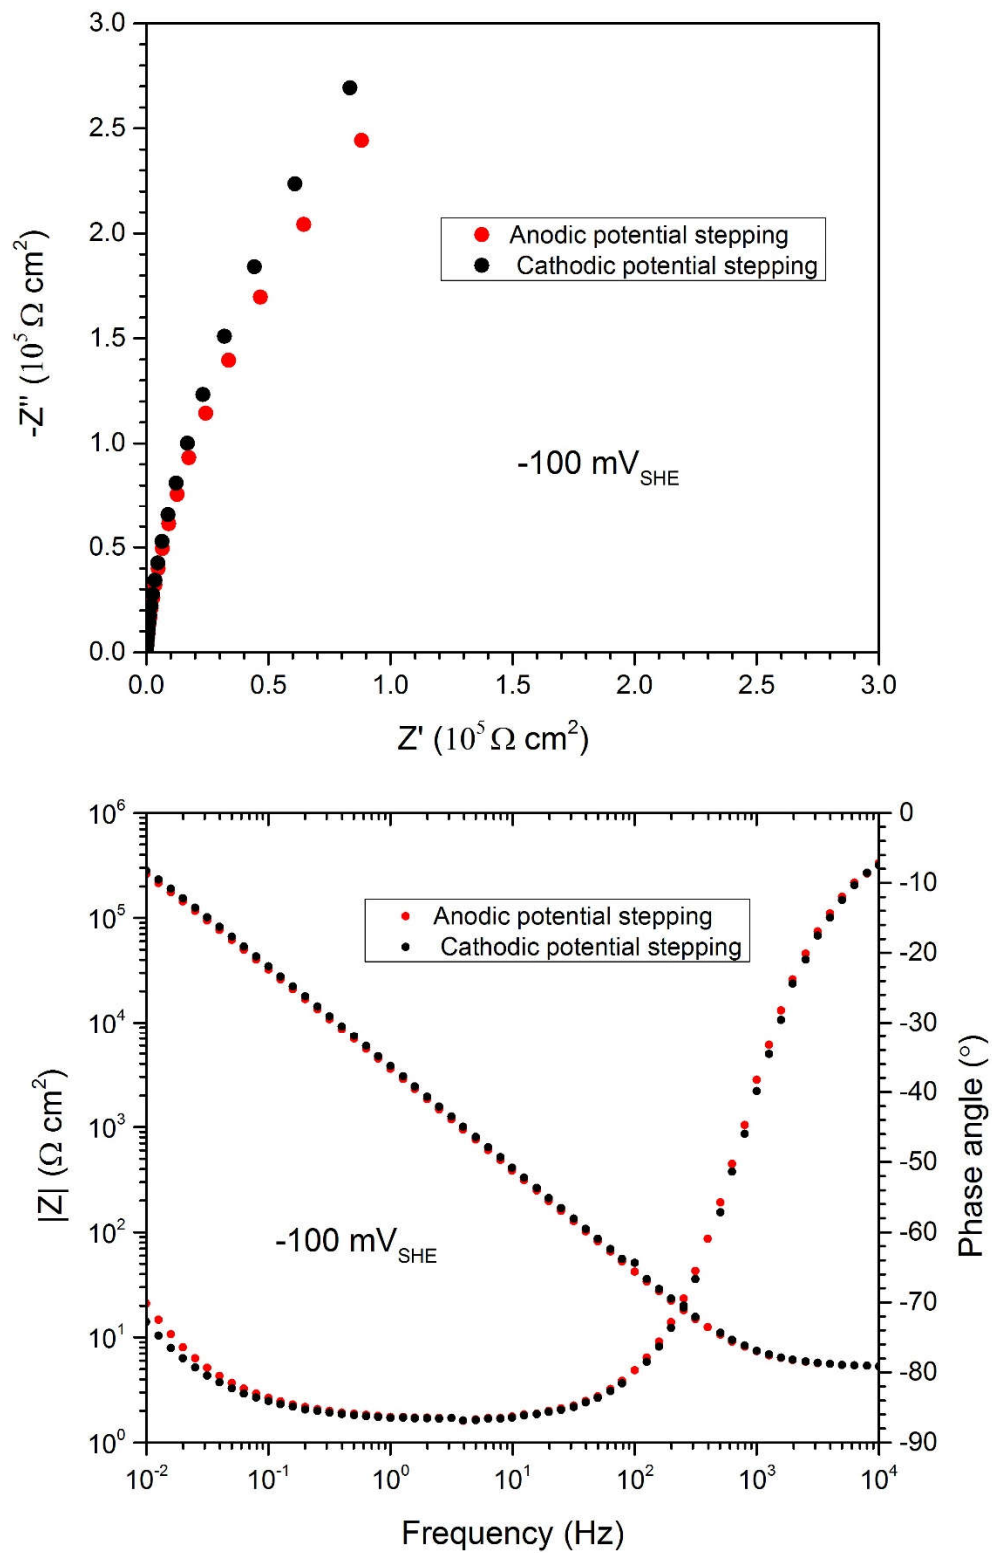 3.0
2.5
2.0
1.5
1.0
0.5
0.0
-Z'' (10⁵ Ω cm²)
Anodic potential stepping
Cathodic potential stepping
-100 mV_SHE
0.0 0.5 1.0 1.5 2.0 2.5 3.0
Z' (10⁵ Ω cm²)
10⁶
10⁵
10⁴
10³
10²
10¹
10⁰
|Z| (Ω cm²)
Anodic potential stepping
Cathodic potential stepping
-100 mV_SHE
0
-10
-20
-30
-40
-50
-60
-70
-80
-90
Phase angle (°)
10⁻² 10⁻¹ 10⁰ 10¹ 10² 10³ 10⁴
Frequency (Hz)